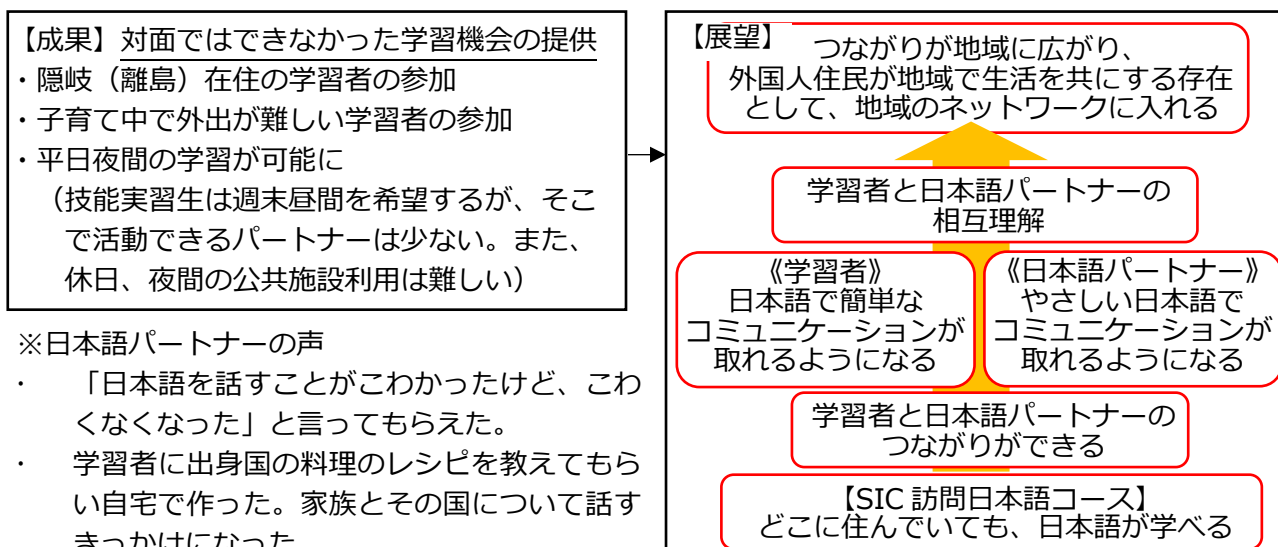 【成果】対面ではできなかった学習機会の提供
・隠岐（離島）在住の学習者の参加
・子育て中で外出が難しい学習者の参加
・平日夜間の学習が可能に
（技能実習生は週末昼間を希望するが、そこ
で活動できるパートナーは少ない。また、
休日、夜間の公共施設利用は難しい）
※日本語パートナーの声
・ 「日本語を話すことがこわかったけど、こわ
くなくなった」と言ってもらえた。
・ 学習者に出身国の料理のレシピを教えてもら
い自宅で作った。家族とその国について話す
きっかけになった
【展望】
つながりが地域に広がり、
外国人住民が地域で生活を共にする存在
として、地域のネットワークに入れる
学習者と日本語パートナーの
相互理解
《学習者》
日本語で簡単な
コミュニケーションが
取れるようになる
《日本語パートナー》
やさしい日本語で
コミュニケーションが
取れるようになる
学習者と日本語パートナーの
つながりができる
【SIC 訪問日本語コース】
どこに住んでいても、日本語が学べる